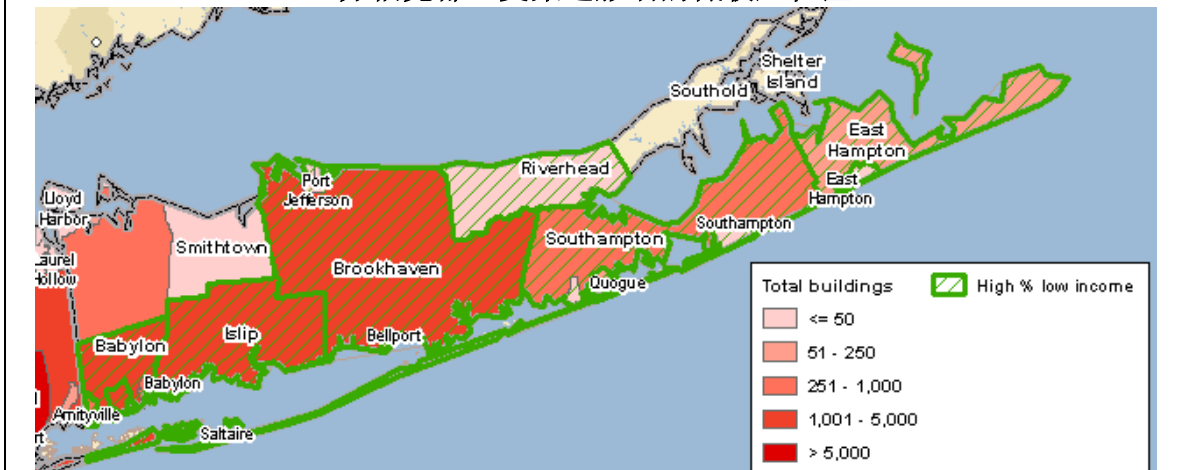 Shelter
Island
Southold
East
Hampton
Riverhead
Port
Jefferson
East
Hampton
Lloyd
Harbor
Southampton
Smithtown
Southampton
Laurel
Hollow
Brookhaven
Quogue
Islip
Bellport
Babylon
Babylon
Amityville
Saltaire
Total buildings
High % low income
<= 50
51 - 250
251 - 1,000
1,001 - 5,000
> 5,000